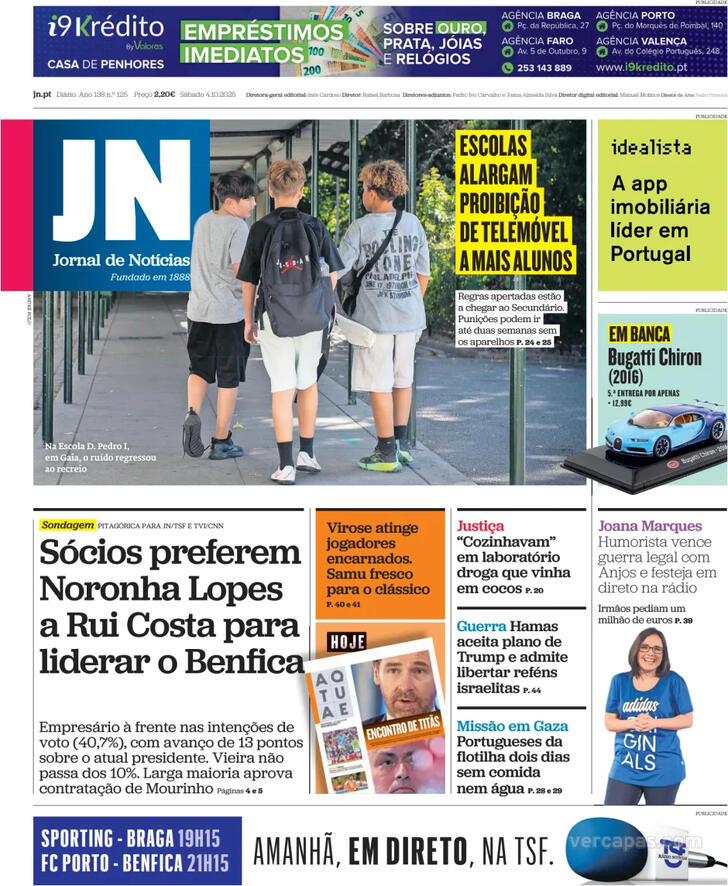 PUBLICIDADE
i9 Krédito
By Valores
CASA DE PENHORES
EMPRÉSTIMOS
IMEDIATOS
SOBRE OURO,
PRATA, JÓIAS
E RELÓGIOS
AGÊNCIA BRAGA
Pç. da República, 27
AGÊNCIA FARO
Av. 5 de Outubro, 9
253 143 889
AGÊNCIA PORTO
Pç. do Marquês de Pombal, 140
AGÊNCIA VALENÇA
Av. do Colégio Português, 248
www.i9kredito.pt
jn.pt Diário. Ano 138 n.º 125 Preço 2,20€ Sábado 4.10.2025 Diretora-geral editorial: Inês Cardoso Diretor: Rafael Barbosa Diretores-adjuntos: Pedro Ivo Carvalho e Joana Almeida Silva Diretor digital editorial: Manuel Molinos Diretor de Arte: Pedro Pimentel
JN
Jornal de Notícias
Fundado em 1888
ESCOLAS
ALARGAM
PROIBIÇÃO
DE TELEMÓVEL
A MAIS ALUNOS
Regras apertadas estão
a chegar ao Secundário.
Punições podem ir
até duas semanas sem
os aparelhos P. 24 e 25
Na Escola D. Pedro I,
em Gaia, o ruído regressou
ao recreio
JORDAN
THE
ROLLING
STONE
PHILADELPHIA
JFK STADIUM
PUBLICIDADE
idealista
A app
imobiliária
líder em
Portugal
PUBLICIDADE
EM BANCA
Bugatti Chiron
(2016)
5.ª ENTREGA POR APENAS
+ 12,99€
Bugatti Chiron - 2016
Sondagem PITAGÓRICA PARA JN/TSF E TVI/CNN
Sócios preferem
Noronha Lopes
a Rui Costa para
liderar o Benfica
Empresário à frente nas intenções de
voto (40,7%), com avanço de 13 pontos
sobre o atual presidente. Vieira não
passa dos 10%. Larga maioria aprova
contratação de Mourinho Páginas 4 e 5
Virose atinge
jogadores
encarnados.
Samu fresco
para o clássico
P. 40 e 41
HOJE
ENCONTRO DE TITÃS
Justiça
“Cozinhavam”
em laboratório
droga que vinha
em cocos P. 20
Guerra Hamas
aceita plano de
Trump e admite
libertar reféns
israelitas P. 44
Missão em Gaza
Portugueses da
flotilha dois dias
sem comida
nem água P. 28 e 29
Joana Marques
Humorista vence
guerra legal com
Anjos e festeja em
direto na rádio
Irmãos pediam um
milhão de euros P. 39
adidas
ORIGINALS
PUBLICIDADE
SPORTING - BRAGA 19H15
FC PORTO - BENFICA 21H15
AMANHÃ, EM DIRETO, NA TSF.
vercapas.com
TSF
RÁDIO NOTÍCIAS